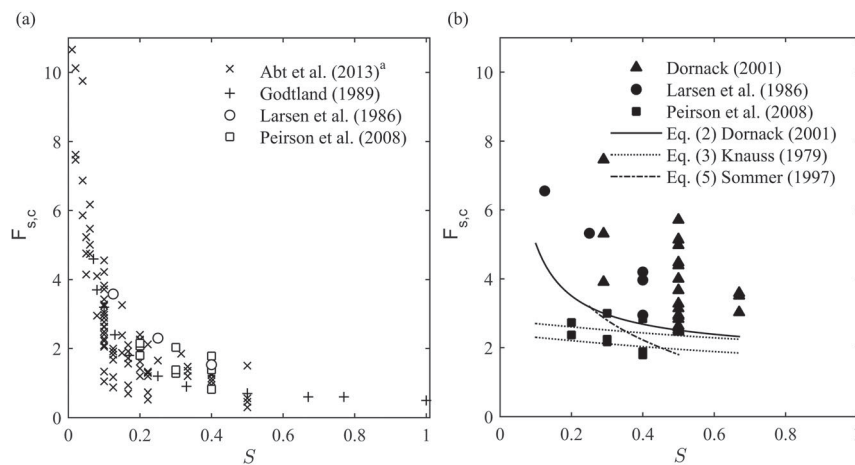 (a)
10
8
6
4
2
0
F_{s,c}
0
0.2
0.4
0.6
0.8
1
S
Abt et al. (2013)^a
Godtland (1989)
Larsen et al. (1986)
Peirson et al. (2008)
(b)
10
8
6
4
2
0
F_{s,c}
0
0.2
0.4
0.6
0.8
1
S
Dornack (2001)
Larsen et al. (1986)
Peirson et al. (2008)
Eq. (2) Dornack (2001)
Eq. (3) Knauss (1979)
Eq. (5) Sommer (1997)